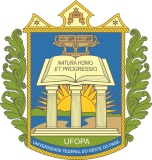 NATURA HOMO
ET PROGRESSIO
UFOPA
UNIVERSIDADE FEDERAL DO OESTE DO PARÁ